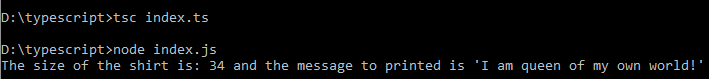 D:\typescript>tsc index.ts
D:\typescript>node index.js
The size of the shirt is: 34 and the message to printed is 'I am queen of my own world!'